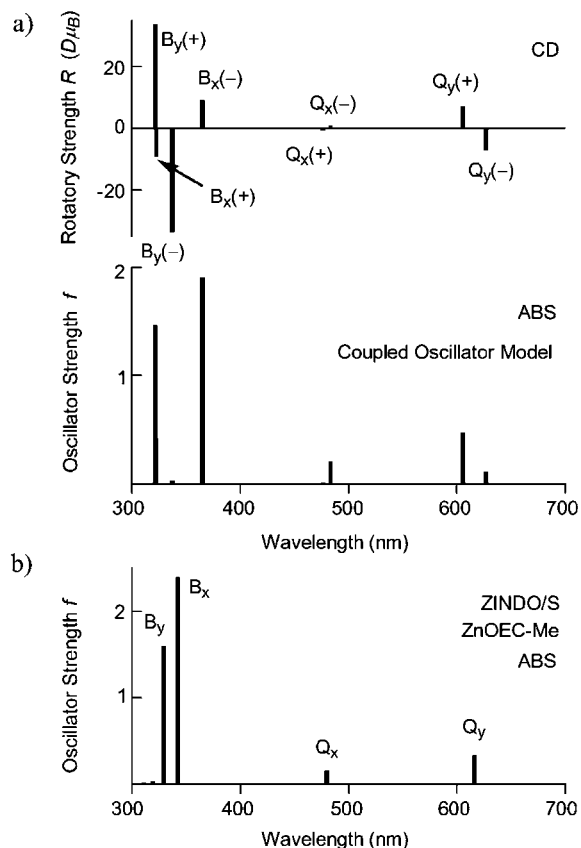 a)
CD
Rotatory Strength R (DμB)
20
0
-20
By(+)
Bx(−)
Qx(−)
Qy(+)
Qx(+)
Qy(−)
Bx(+)
By(−)
ABS
Coupled Oscillator Model
Oscillator Strength f
2
1
300 400 500 600 700
Wavelength (nm)
b)
Bx
By
ZINDO/S
ZnOEC-Me
ABS
Oscillator Strength f
2
1
Qx
Qy
300 400 500 600 700
Wavelength (nm)